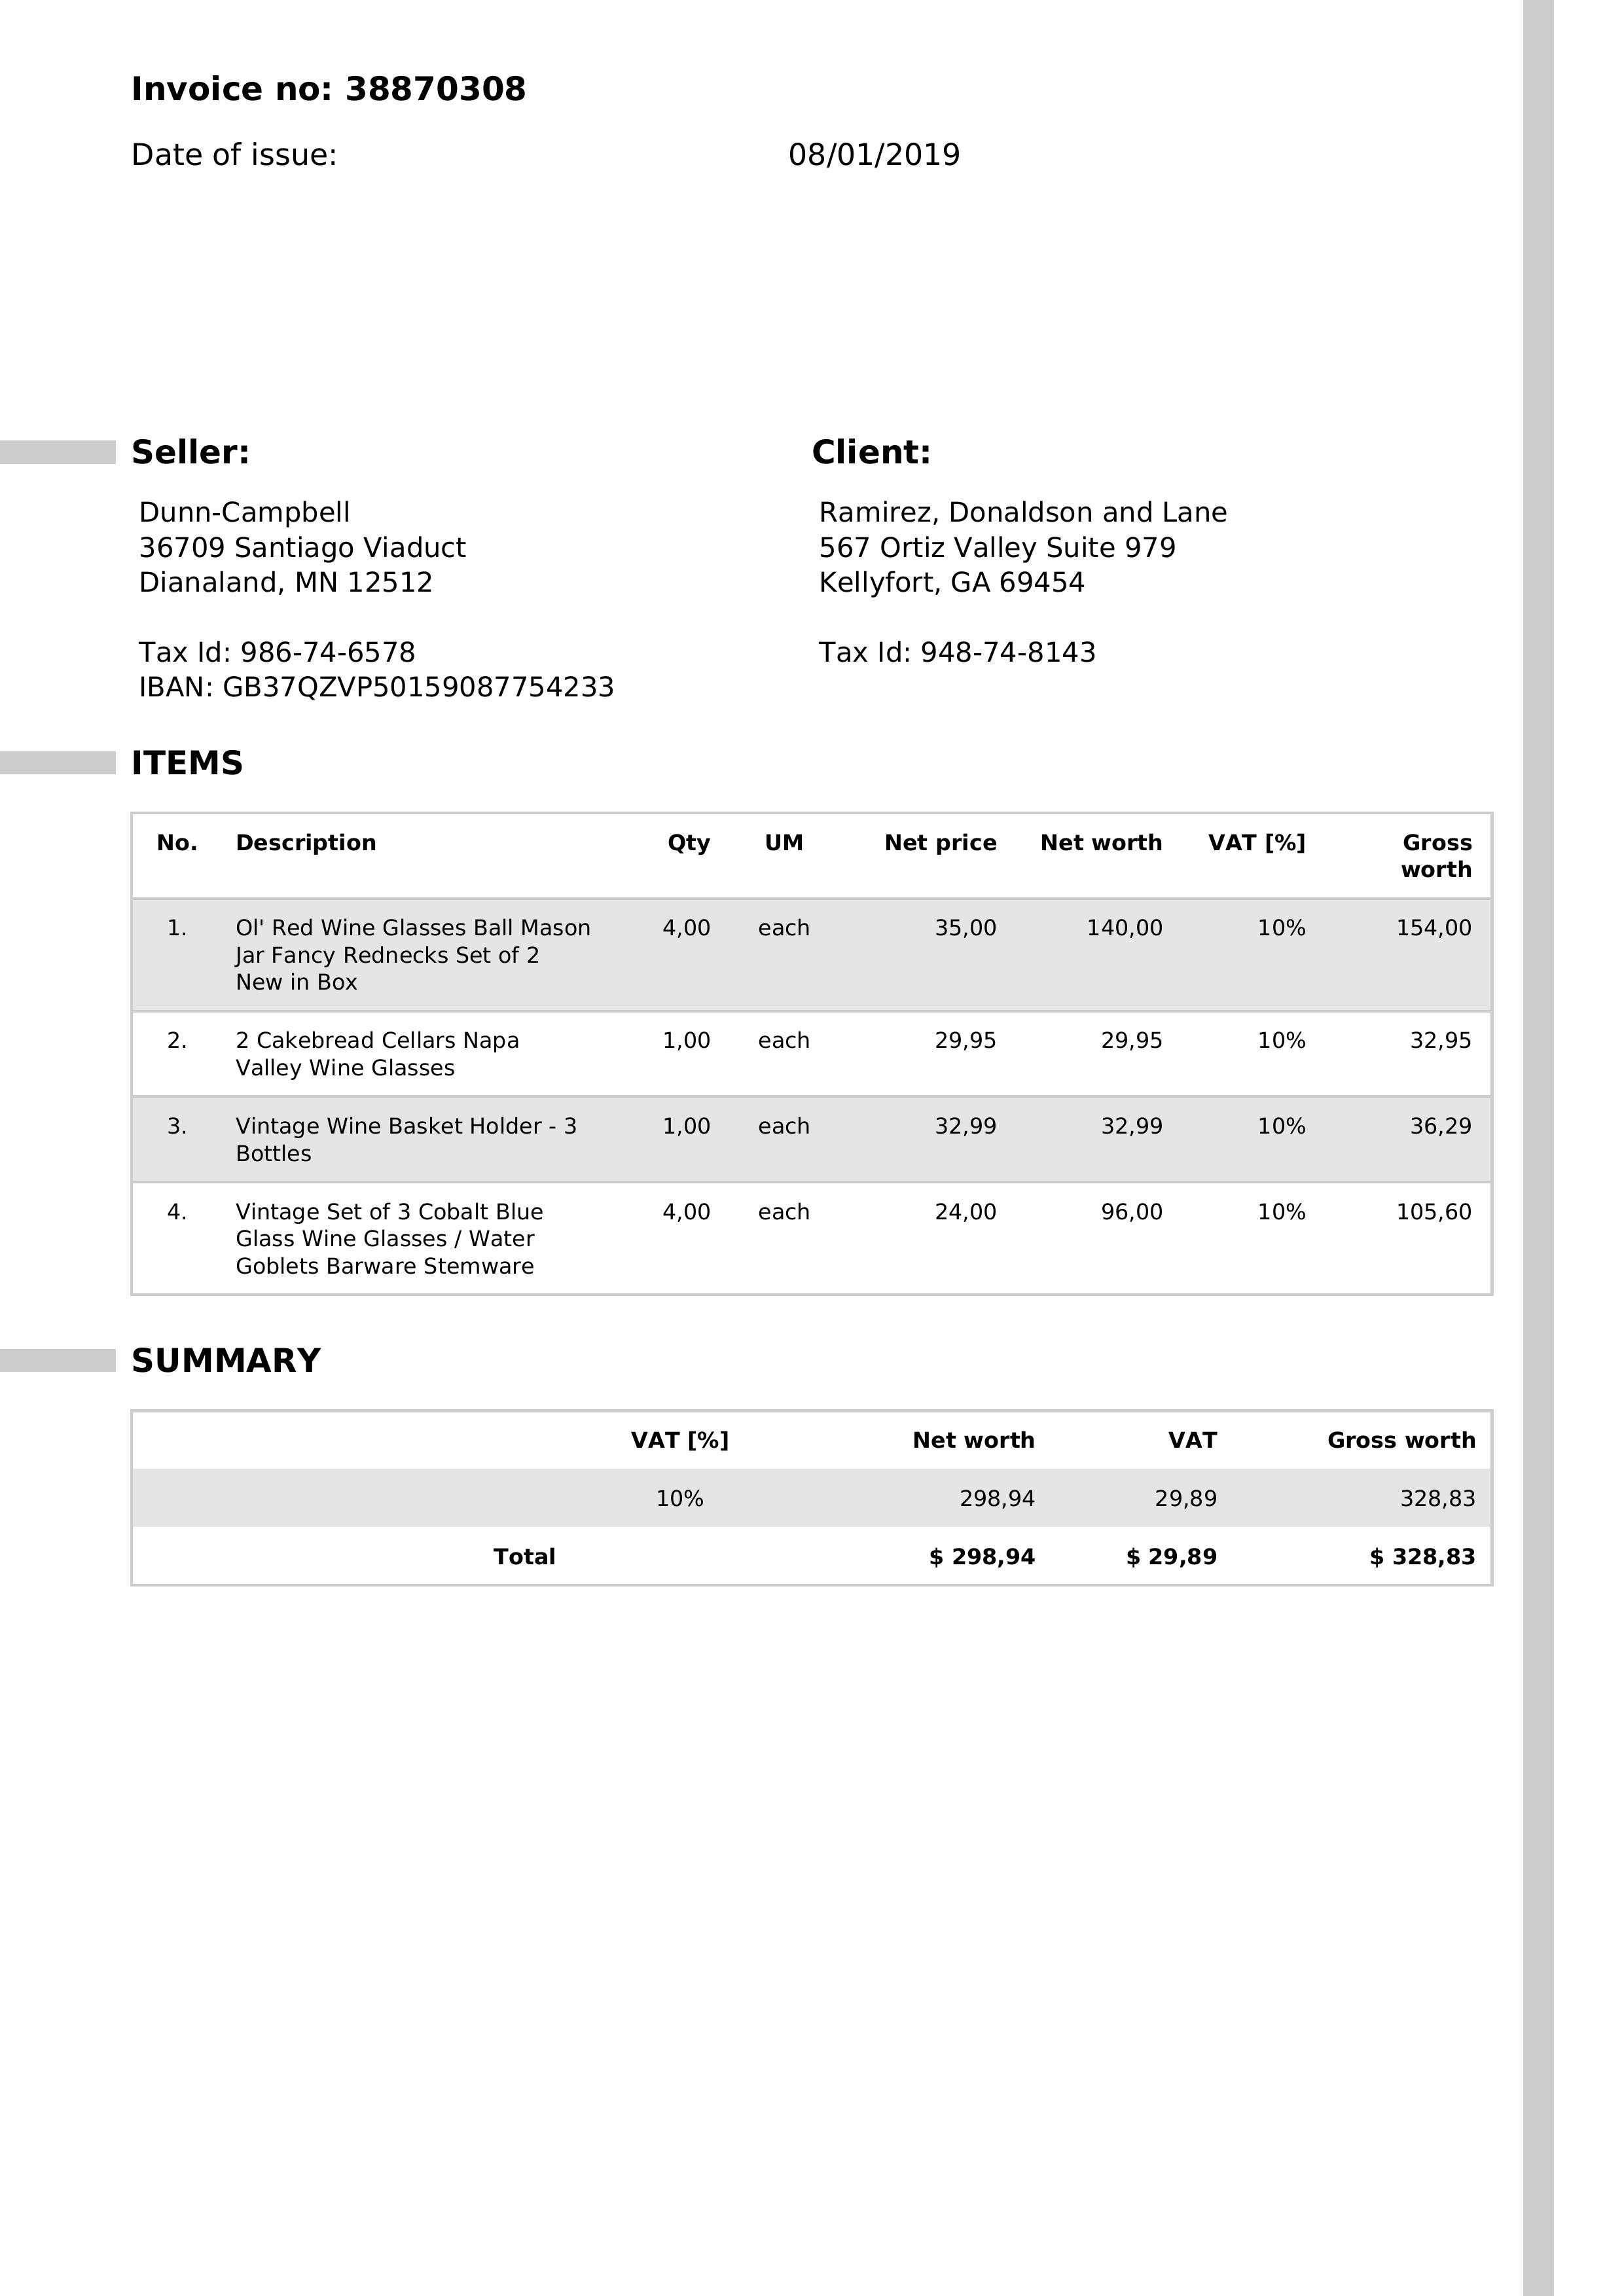 Invoice no: 38870308
Date of issue: 08/01/2019
Seller:
Dunn-Campbell
36709 Santiago Viaduct
Dianaland, MN 12512
Tax Id: 986-74-6578
IBAN: GB37QZVP50159087754233
Client:
Ramirez, Donaldson and Lane
567 Ortiz Valley Suite 979
Kellyfort, GA 69454
Tax Id: 948-74-8143
ITEMS
No. Description Qty UM Net price Net worth VAT [%] Gross
worth
1. Ol' Red Wine Glasses Ball Mason 4,00 each 35,00 140,00 10% 154,00
Jar Fancy Rednecks Set of 2
New in Box
2. 2 Cakebread Cellars Napa 1,00 each 29,95 29,95 10% 32,95
Valley Wine Glasses
3. Vintage Wine Basket Holder - 3 1,00 each 32,99 32,99 10% 36,29
Bottles
4. Vintage Set of 3 Cobalt Blue 4,00 each 24,00 96,00 10% 105,60
Glass Wine Glasses / Water
Goblets Barware Stemware
SUMMARY
VAT [%] Net worth VAT Gross worth
10% 298,94 29,89 328,83
Total $ 298,94 $ 29,89 $ 328,83